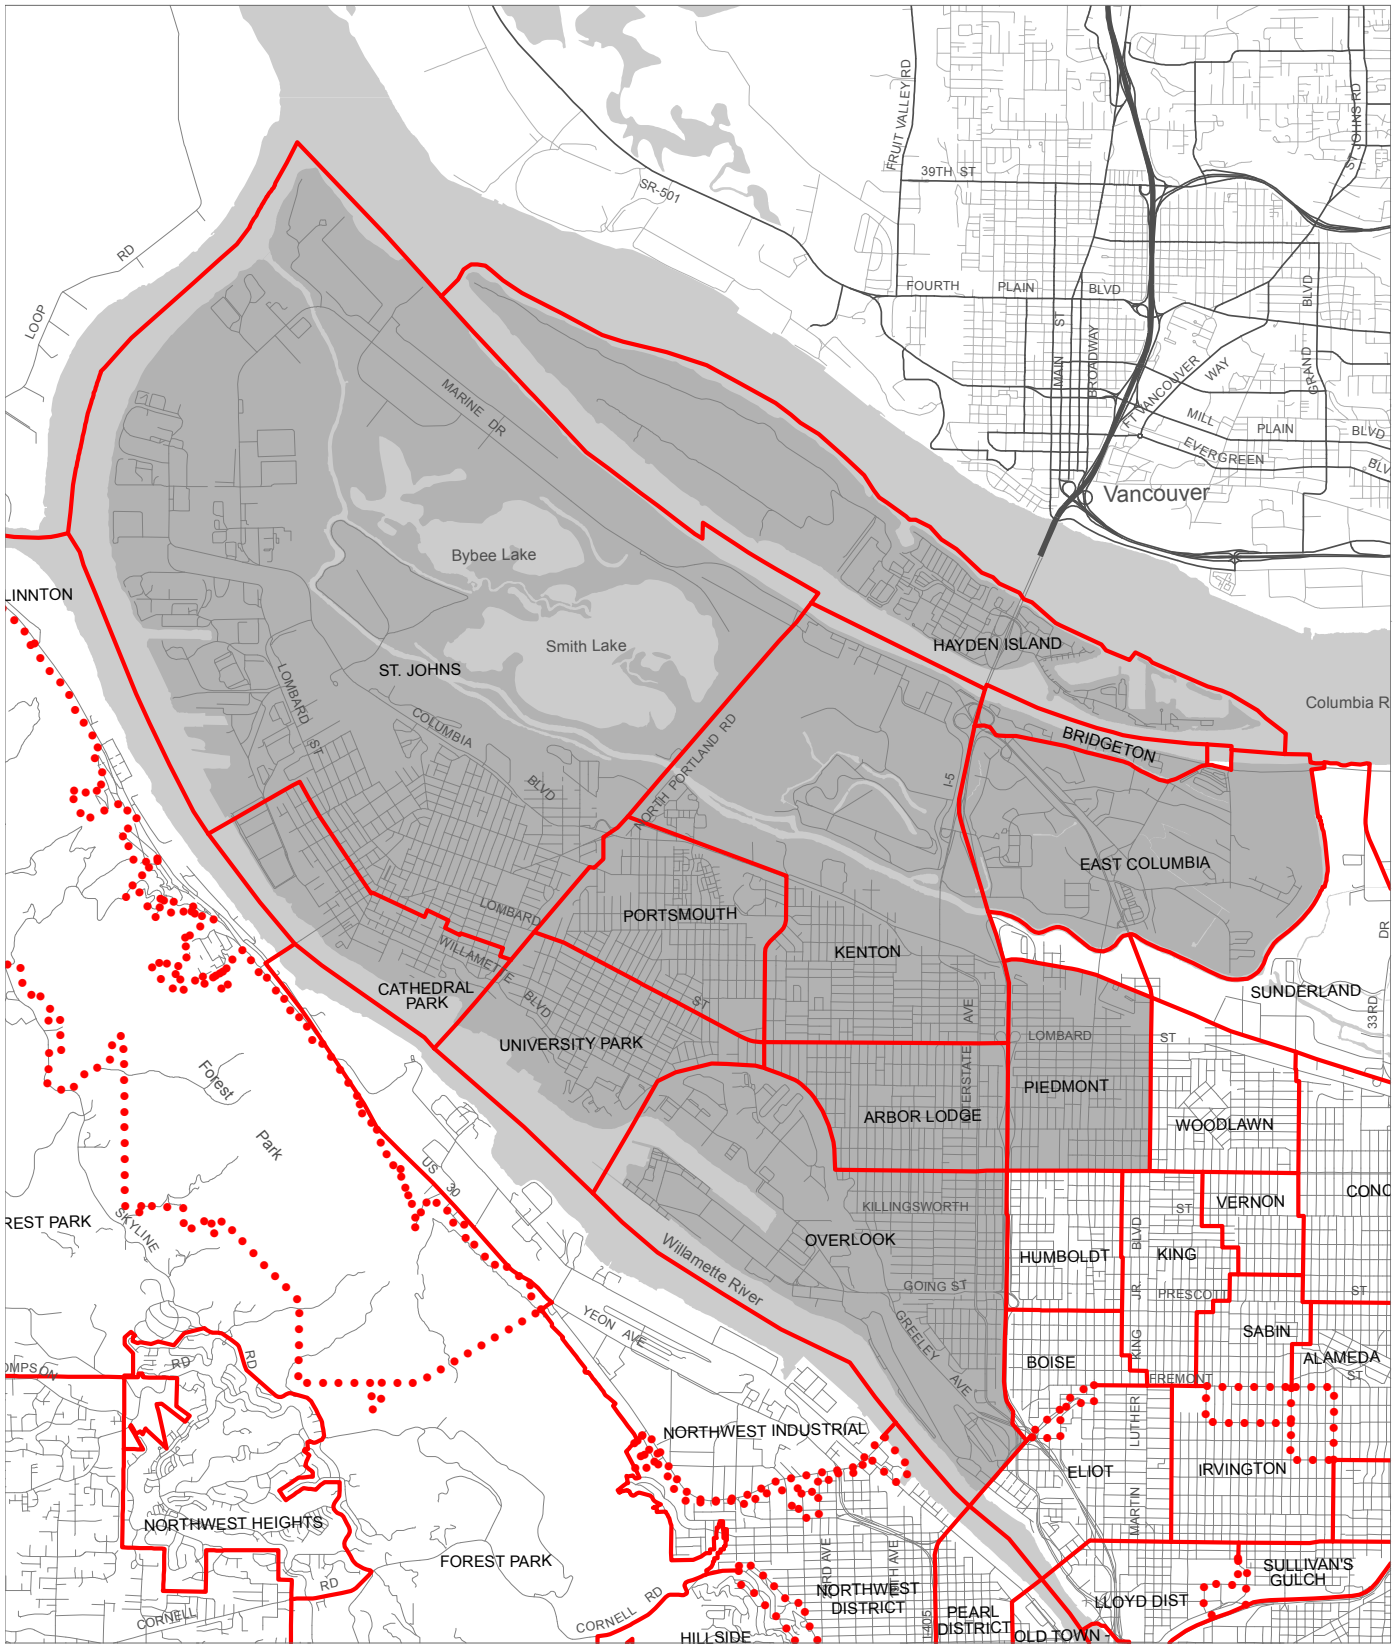 FRUIT VALLEY RD
ST JOHNS RD
39TH ST
SR-501
LOOP
RD
FOURTH
PLAIN
BLVD
MAIN
ST
BROADWAY
GRAND
BLVD
FT VANCOUVER
WAY
MILL
PLAIN
BLVD
EVERGREEN
BLV
MARINE DR
Vancouver
Bybee Lake
LINNTON
Smith Lake
HAYDEN ISLAND
ST. JOHNS
LOMBARD
ST
COLUMBIA
BLVD
NORTH PORTLAND RD
Columbia R
BRIDGETON
I-5
EAST COLUMBIA
LOMBARD
PORTSMOUTH
WILLAMETTE
BLVD
KENTON
DR
CATHEDRAL
PARK
SUNDERLAND
33RD
ST
AVE
INTERSTATE
LOMBARD
ST
UNIVERSITY PARK
Forest
Park
PIEDMONT
ARBOR LODGE
WOODLAWN
US
30
CONC
VERNON
KILLINGSWORTH
ST
REST PARK
SKYLINE
OVERLOOK
Willamette River
HUMBOLDT
BLVD
KING
GOING ST
PRESCOTT
ST
JR
KING
YEON AVE
GREELEY
AVE
SABIN
BOISE
ALAMEDA
ST
OMPSON
RD
RD
FREMONT
NORTHWEST INDUSTRIAL
LUTHER
ELIOT
IRVINGTON
MARTIN
NORTHWEST HEIGHTS
FOREST PARK
SULLIVAN'S
GULCH
RD
CORNELL
CORNELL
RD
23RD AVE
NORTHWEST
DISTRICT
LLOYD DIST
I-405
PEARL
DISTRICT
HILLSIDE
OLD TOWN